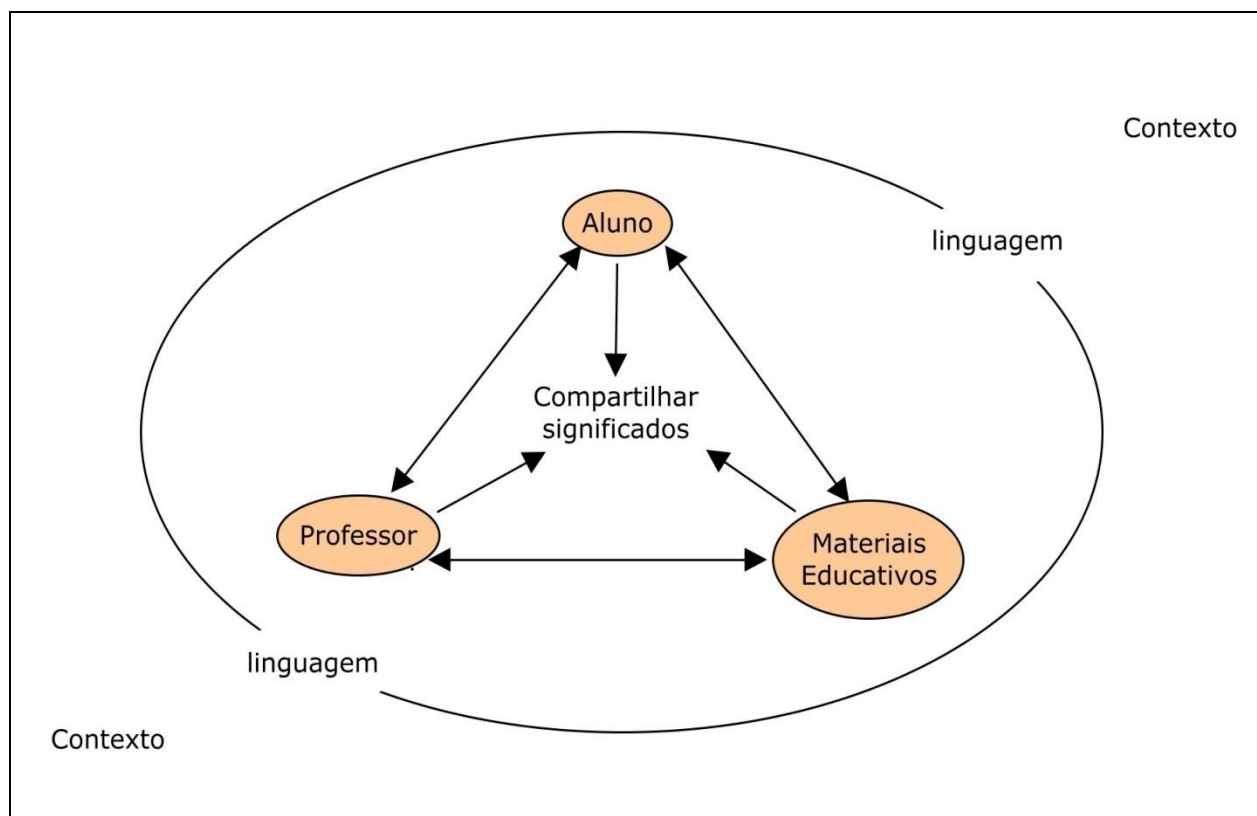 Contexto
Aluno
linguagem
Compartilhar
significados
Professor
Materiais
Educativos
linguagem
Contexto